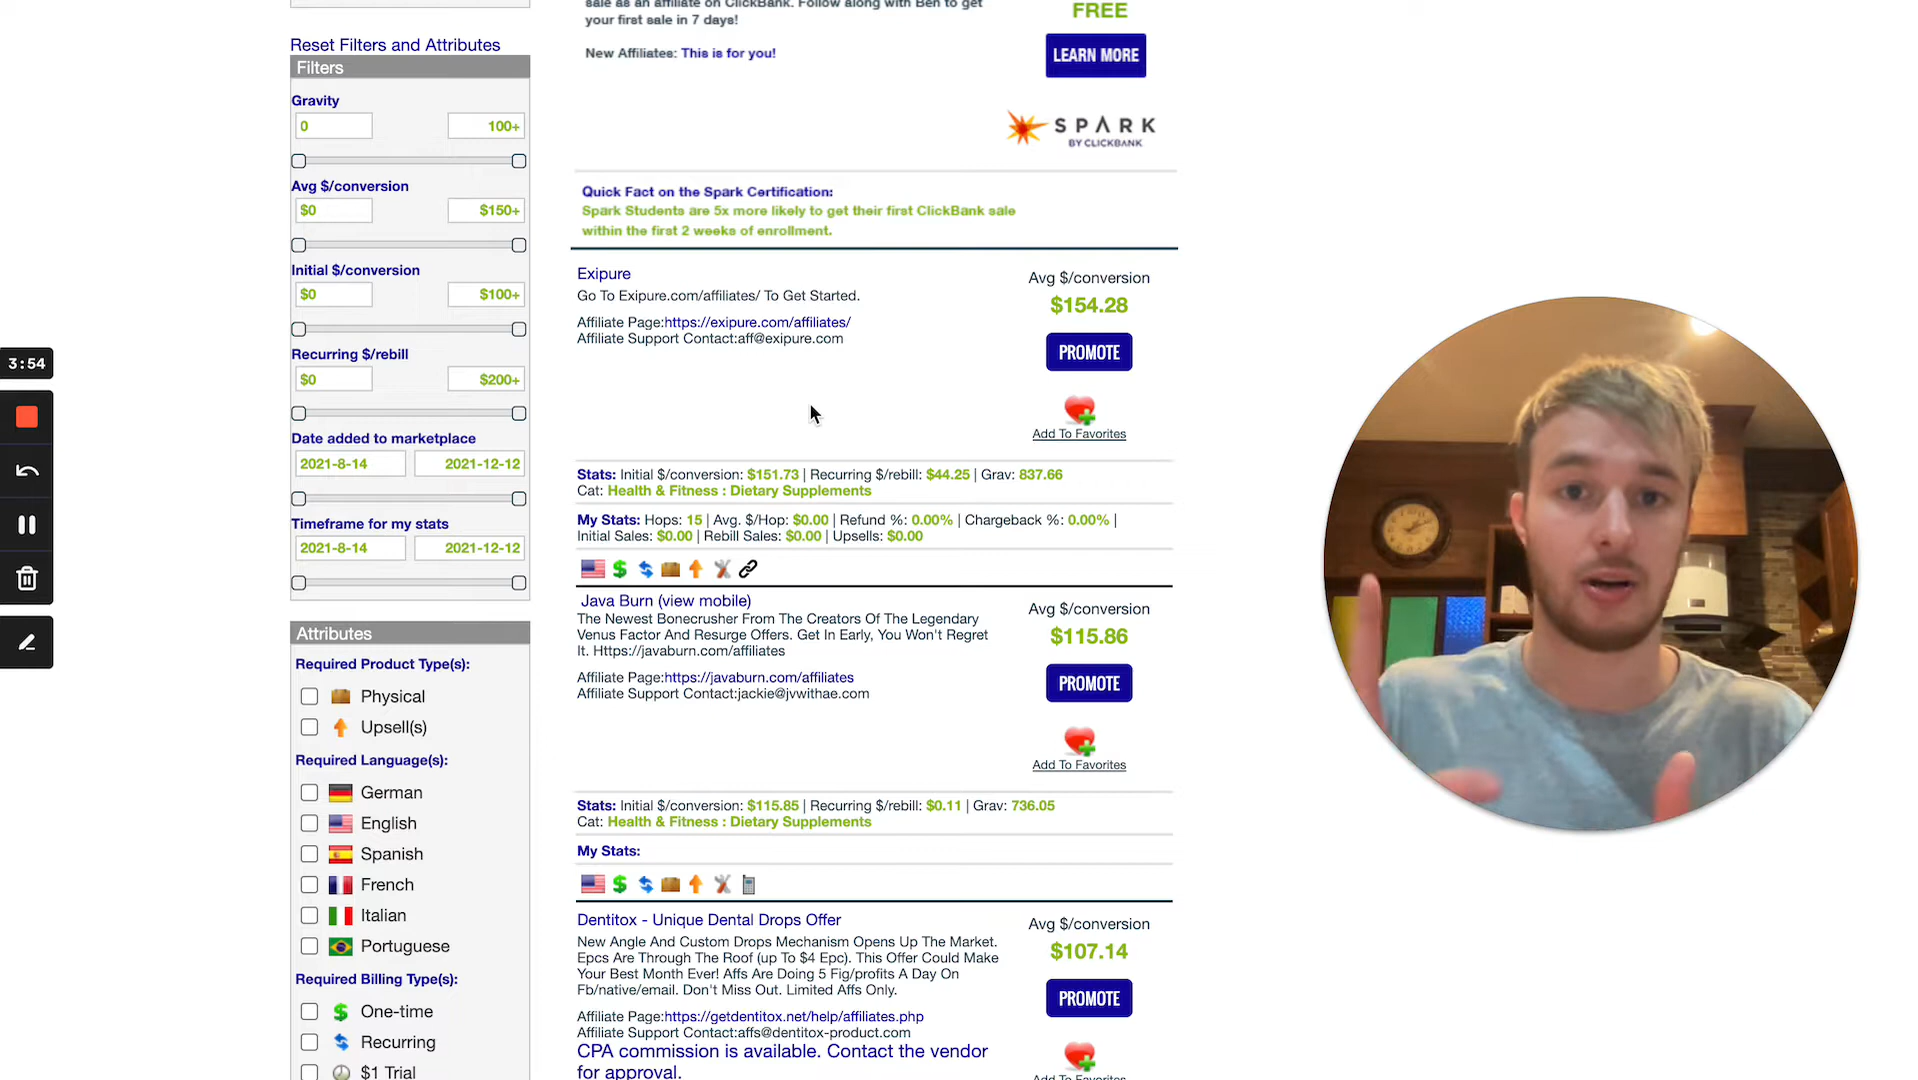 sale as an affiliate on ClickBank. Follow along with Ben to get
your first sale in 7 days!
FREE
New Affiliates: This is for you!
LEARN MORE
SPARK
BY CLICKBANK
Quick Fact on the Spark Certification:
Spark Students are 5x more likely to get their first ClickBank sale
within the first 2 weeks of enrollment.
Reset Filters and Attributes
Filters
Gravity
0
100+
Avg $/conversion
$0
$150+
Initial $/conversion
$0
$100+
Recurring $/rebill
$0
$200+
Date added to marketplace
2021-8-14
2021-12-12
Timeframe for my stats
2021-8-14
2021-12-12
Attributes
Required Product Type(s):
Physical
Upsell(s)
Required Language(s):
German
English
Spanish
French
Italian
Portuguese
Required Billing Type(s):
One-time
Recurring
$1 Trial
3:54
Exipure
Go To Exipure.com/affiliates/ To Get Started.
Affiliate Page:https://exipure.com/affiliates/
Affiliate Support Contact:aff@exipure.com
Avg $/conversion
$154.28
PROMOTE
Add To Favorites
Stats: Initial $/conversion: $151.73 | Recurring $/rebill: $44.25 | Grav: 837.66
Cat: Health & Fitness : Dietary Supplements
My Stats: Hops: 15 | Avg. $/Hop: $0.00 | Refund %: 0.00% | Chargeback %: 0.00% |
Initial Sales: $0.00 | Rebill Sales: $0.00 | Upsells: $0.00
Java Burn (view mobile)
The Newest Bonecrusher From The Creators Of The Legendary
Venus Factor And Resurge Offers. Get In Early, You Won't Regret
It. Https://javaburn.com/affiliates
Affiliate Page:https://javaburn.com/affiliates
Affiliate Support Contact:jackie@jvwithae.com
Avg $/conversion
$115.86
PROMOTE
Add To Favorites
Stats: Initial $/conversion: $115.85 | Recurring $/rebill: $0.11 | Grav: 736.05
Cat: Health & Fitness : Dietary Supplements
My Stats:
Dentitox - Unique Dental Drops Offer
New Angle And Custom Drops Mechanism Opens Up The Market.
Epcs Are Through The Roof (up To $4 Epc). This Offer Could Make
Your Best Month Ever! Affs Are Doing 5 Fig/profits A Day On
Fb/native/email. Don't Miss Out. Limited Affs Only.
Affiliate Page:https://getdentitox.net/help/affiliates.php
Affiliate Support Contact:affs@dentitox-product.com
CPA commission is available. Contact the vendor
for approval.
Avg $/conversion
$107.14
PROMOTE
Add To Favorites